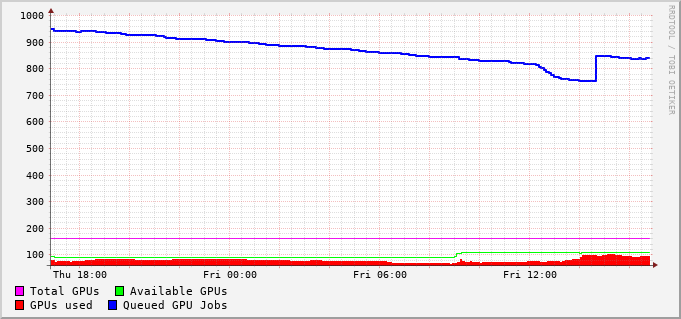 1000
900
800
700
600
500
400
300
200
100
Thu 18:00 Fri 00:00 Fri 06:00 Fri 12:00
Total GPUs Available GPUs
GPUs used Queued GPU Jobs
RRDTOOL / TOBI OETIKER